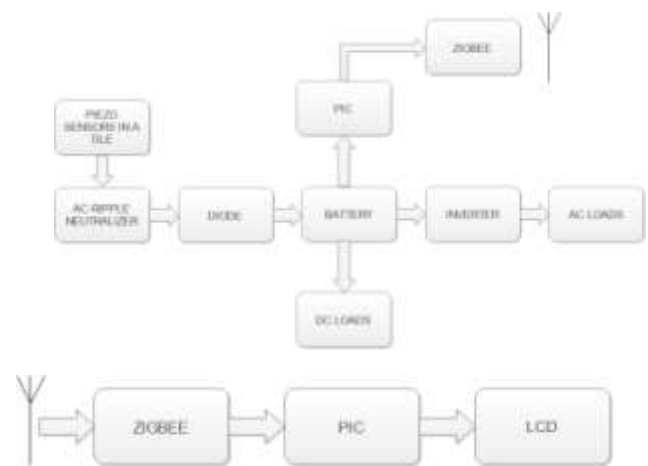 ZIGBEE
PIC
PIEZO
SENSORS IN A
TILE
AC RIPPLE
NEUTRALIZER
DIODE
BATTERY
INVERTER
AC LOADS
DC LOADS
ZIGBEE
PIC
LCD